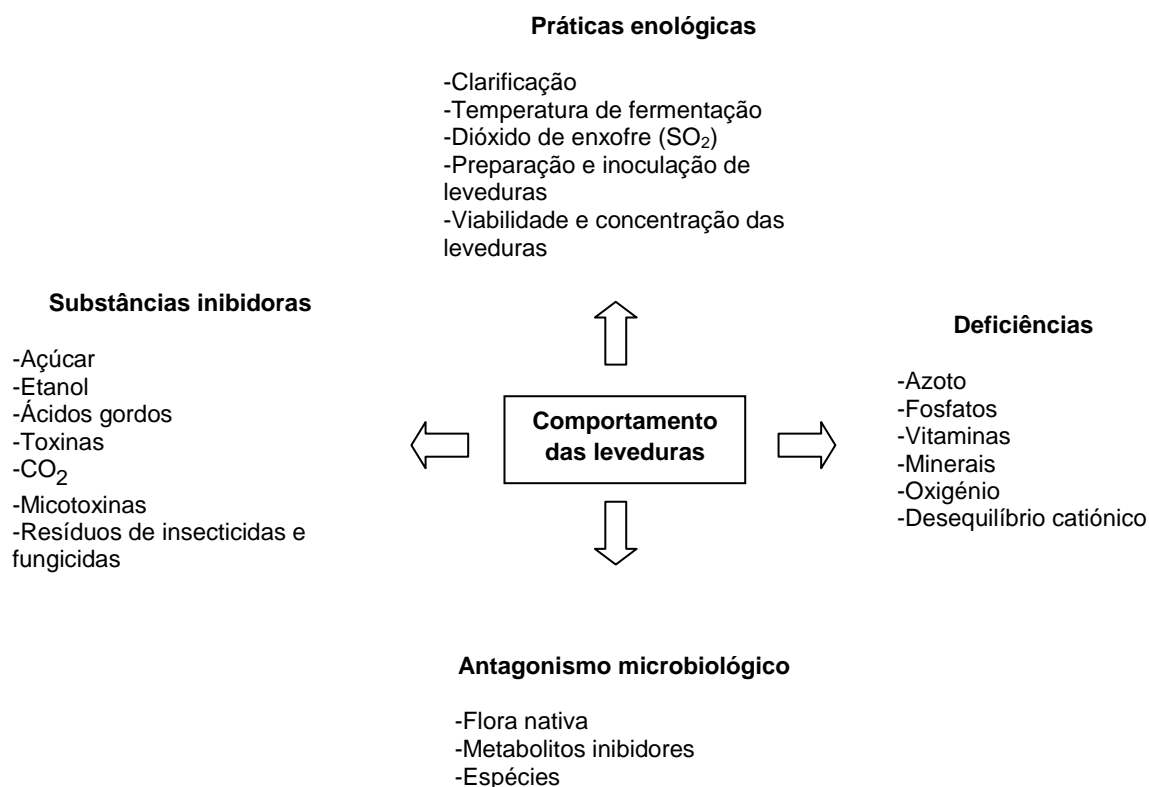 Práticas enológicas
-Clarificação
-Temperatura de fermentação
-Dióxido de enxofre (SO₂)
-Preparação e inoculação de
leveduras
-Viabilidade e concentração das
leveduras
Substâncias inibidoras
-Açúcar
-Etanol
-Ácidos gordos
-Toxinas
-CO₂
-Micotoxinas
-Resíduos de insecticidas e
fungicidas
Comportamento
das leveduras
Deficiências
-Azoto
-Fosfatos
-Vitaminas
-Minerais
-Oxigénio
-Desequilíbrio catiónico
Antagonismo microbiológico
-Flora nativa
-Metabolitos inibidores
-Espécies